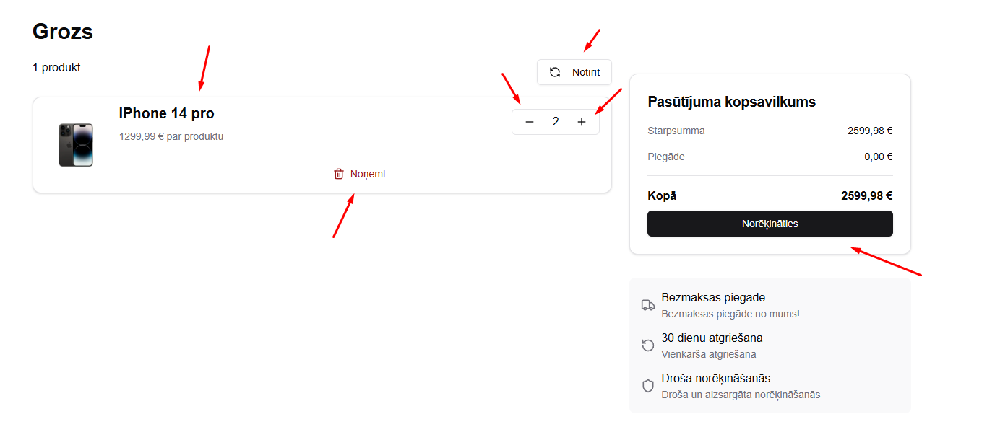 Grozs
1 produkt
Notīrīt
IPhone 14 pro
1299,99 € par produktu
2
Noņemt
Pasūtījuma kopsavilkums
Starpsumma 2599,98 €
Piegāde 0,00 €
Kopā 2599,98 €
Norēķināties
Bezmaksas piegāde
Bezmaksas piegāde no mums!
30 dienu atgriešana
Vienkārša atgriešana
Droša norēķināšanās
Droša un aizsargāta norēķināšanās